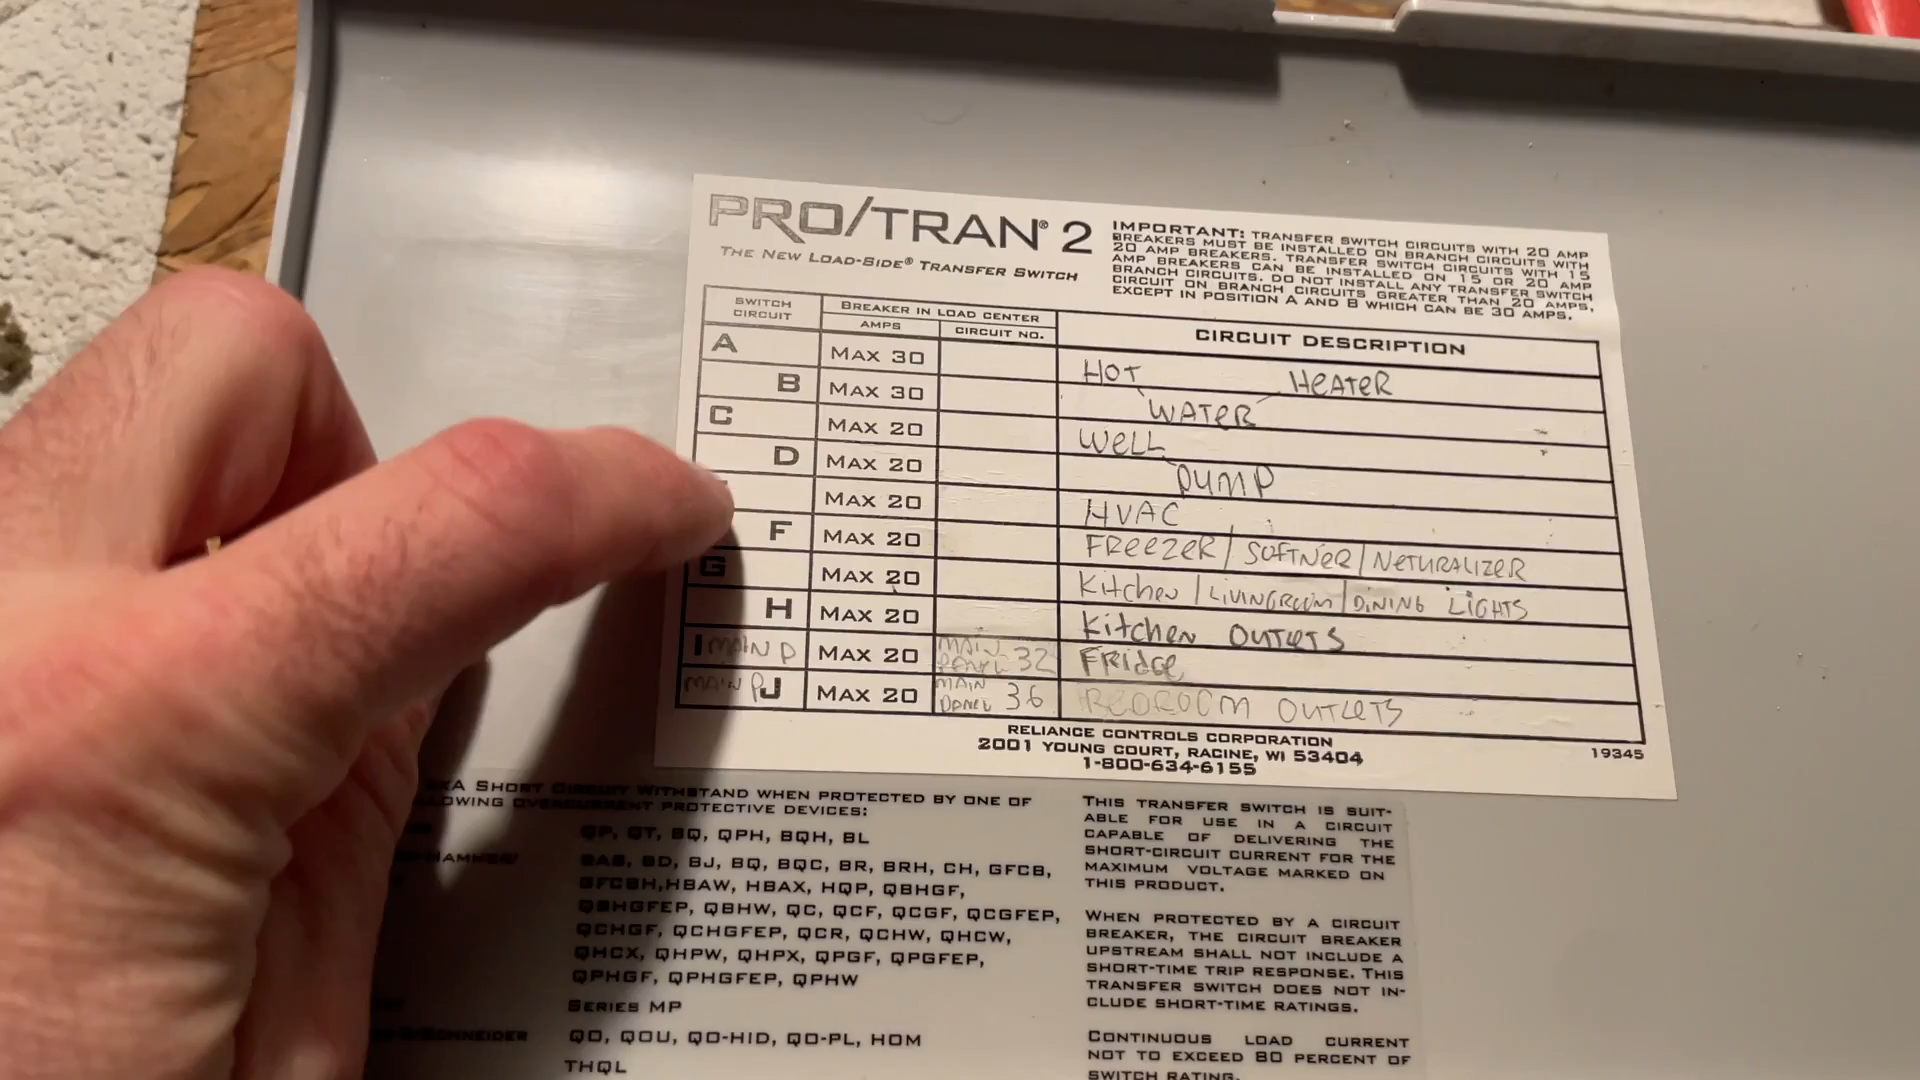 PRO/TRAN® 2
THE NEW LOAD-SIDE® TRANSFER SWITCH
IMPORTANT: TRANSFER SWITCH CIRCUITS WITH 20 AMP
BREAKERS MUST BE INSTALLED ON BRANCH CIRCUITS WITH
20 AMP BREAKERS. TRANSFER SWITCH CIRCUITS WITH 15
AMP BREAKERS CAN BE INSTALLED ON 15 OR 20 AMP
BRANCH CIRCUITS. DO NOT INSTALL ANY TRANSFER SWITCH
CIRCUIT ON BRANCH CIRCUITS GREATER THAN 20 AMPS,
EXCEPT IN POSITION A AND B WHICH CAN BE 30 AMPS.
SWITCH CIRCUIT BREAKER IN LOAD CENTER CIRCUIT DESCRIPTION
AMPS CIRCUIT NO.
A MAX 30 HOT HEATER
B MAX 30 WATER
C MAX 20 WELL
D MAX 20 PUMP
MAX 20 HVAC
F MAX 20 FREEZER / SOFTNER / NETURALIZER
G MAX 20 Kitchen / LIVINGROOM / DINING LIGHTS
H MAX 20 Kitchen OUTLETS
I MAIN P MAX 20 MAIN PANEL 32 FRIDGE
MAIN P J MAX 20 MAIN PANEL 36 BEDROOM OUTLETS
RELIANCE CONTROLS CORPORATION
2001 YOUNG COURT, RACINE, WI 53404
1-800-634-6155
19345
SHORT CIRCUIT WITHSTAND WHEN PROTECTED BY ONE OF
OVERCURRENT PROTECTIVE DEVICES:
QP, QT, BQ, QPH, BQH, BL
BAB, BD, BJ, BQ, BQC, BR, BRH, CH, GFCB,
GFCBH, HBAW, HBAX, HQP, QBHGF,
QBHGFEP, QBHW, QC, QCF, QCGF, QCGFEP,
QCHGF, QCHGFEP, QCR, QCHW, QHCW,
QHCX, QHPW, QHPX, QPGF, QPGFEP,
QPHGF, QPHGFEP, QPHW
SERIES MP
QO, QOU, QO-HID, QO-PL, HOM
THQL
THIS TRANSFER SWITCH IS SUIT-
ABLE FOR USE IN A CIRCUIT
CAPABLE OF DELIVERING THE
SHORT-CIRCUIT CURRENT FOR THE
MAXIMUM VOLTAGE MARKED ON
THIS PRODUCT.
WHEN PROTECTED BY A CIRCUIT
BREAKER, THE CIRCUIT BREAKER
UPSTREAM SHALL NOT INCLUDE A
SHORT-TIME TRIP RESPONSE. THIS
TRANSFER SWITCH DOES NOT IN-
CLUDE SHORT-TIME RATINGS.
CONTINUOUS LOAD CURRENT
NOT TO EXCEED 80 PERCENT OF
SWITCH RATING.